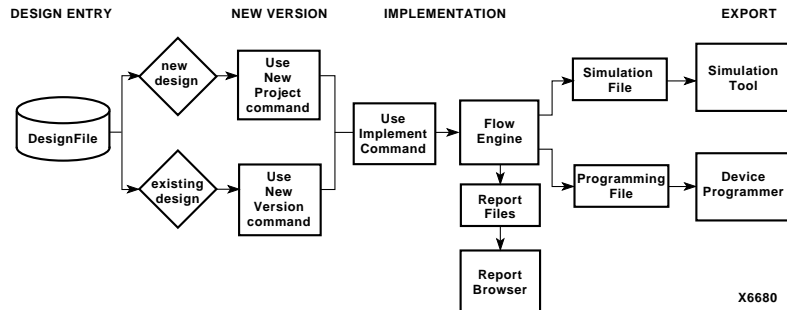 DESIGN ENTRY
NEW VERSION
IMPLEMENTATION
EXPORT
DesignFile
new
design
existing
design
Use
New
Project
command
Use
New
Version
command
Use
Implement
Command
Flow
Engine
Report
Files
Report
Browser
Simulation
File
Programming
File
Simulation
Tool
Device
Programmer
X6680